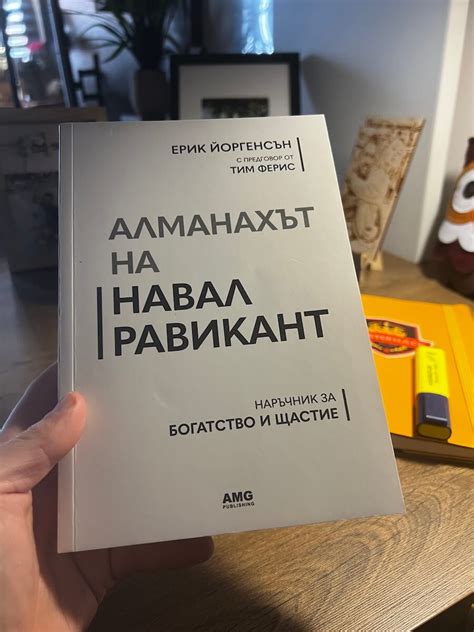 ЕРИК ЙОРГЕНСЪН
С ПРЕДГОВОР ОТ
ТИМ ФЕРИС
АЛМАНАХЪТ
НА
НАВАЛ
РАВИКАНТ
НАРЪЧНИК ЗА
БОГАТСТВО И ЩАСТИЕ
AMG
PUBLISHING